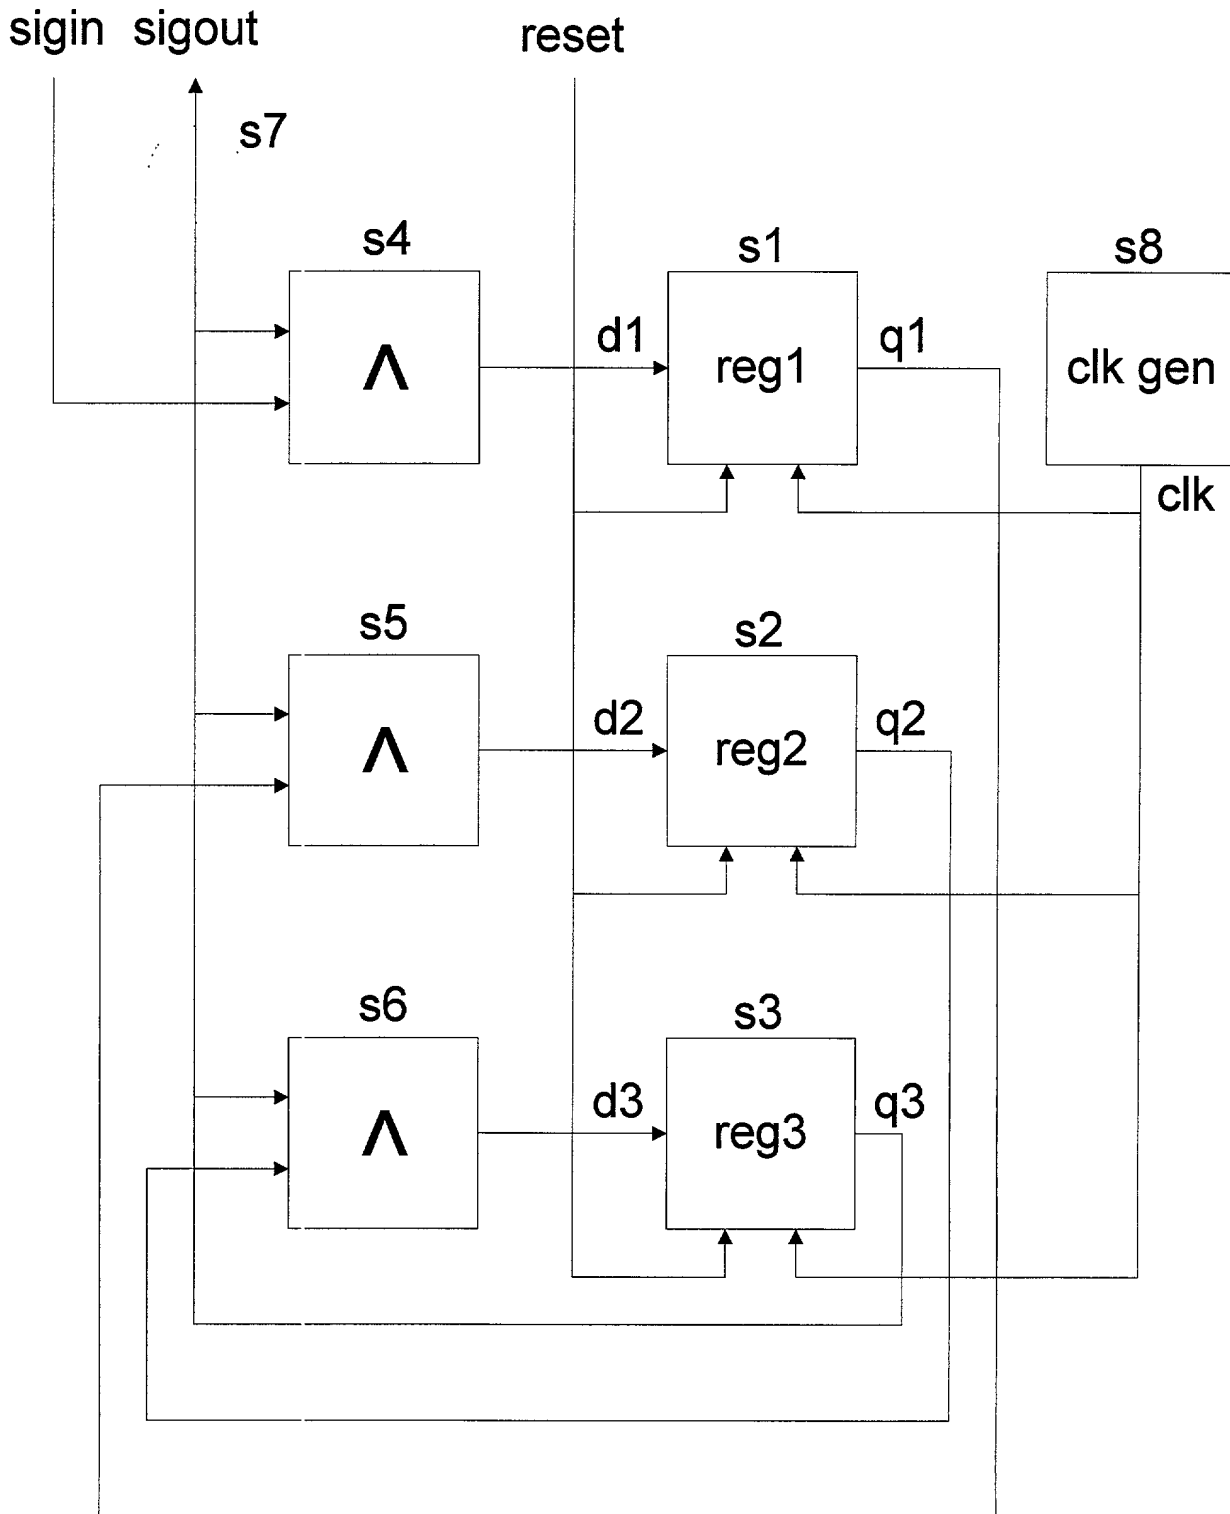 sigin sigout reset
s7
s4 s1 s8
∧ d1 reg1 q1 clk gen
clk
s5 s2
∧ d2 reg2 q2
s6 s3
∧ d3 reg3 q3